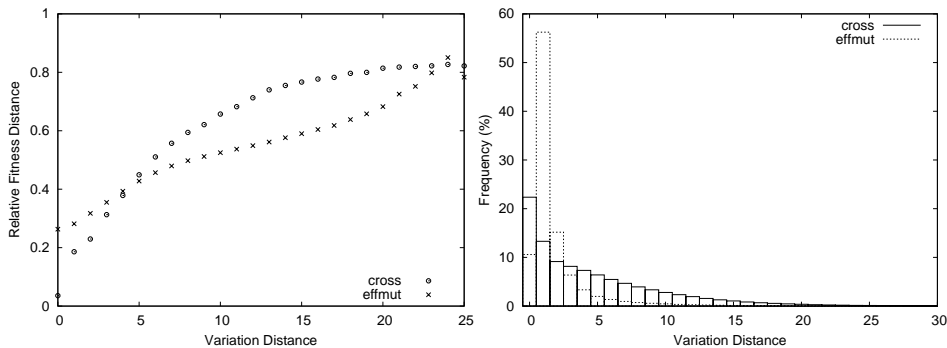 1
0.8
0.6
0.4
0.2
0
Relative Fitness Distance
cross
effmut
0 5 10 15 20 25
Variation Distance
60
50
40
30
20
10
0
Frequency (%)
cross
effmut
0 5 10 15 20 25 30
Variation Distance